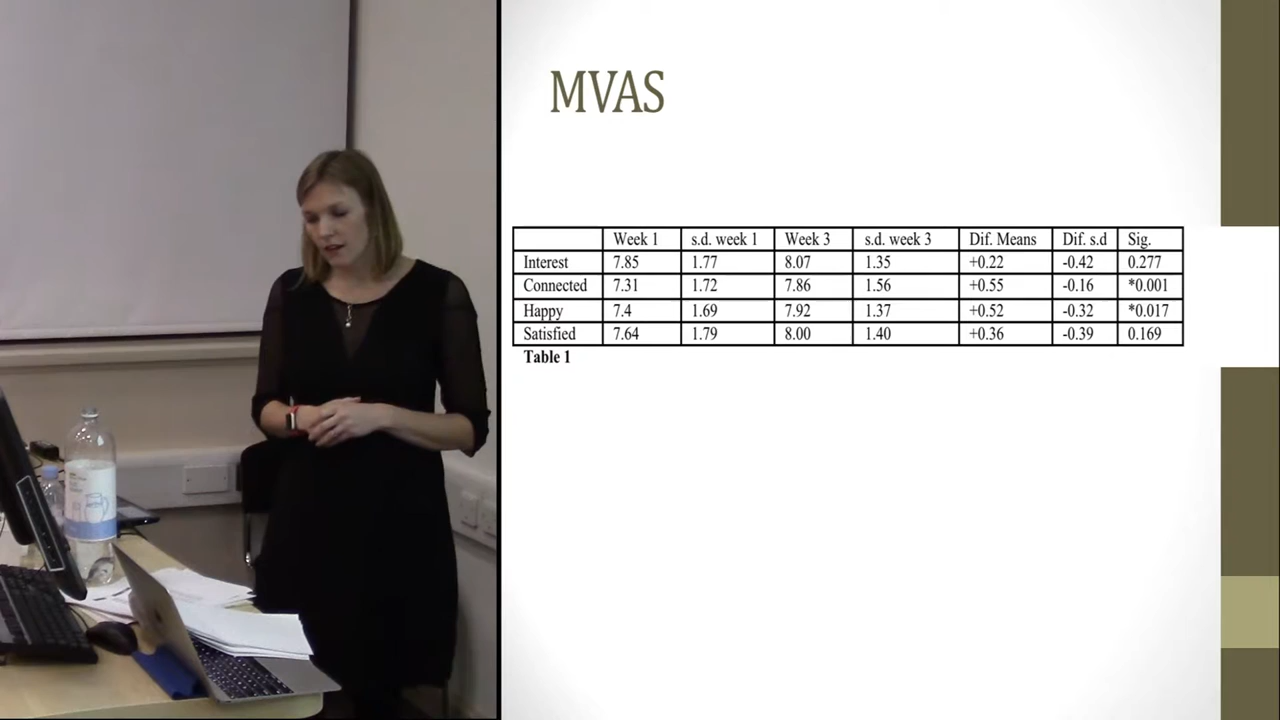 MVAS
Week 1 s.d. week 1 Week 3 s.d. week 3 Dif. Means Dif. s.d Sig.
Interest 7.85 1.77 8.07 1.35 +0.22 -0.42 0.277
Connected 7.31 1.72 7.86 1.56 +0.55 -0.16 *0.001
Happy 7.4 1.69 7.92 1.37 +0.52 -0.32 *0.017
Satisfied 7.64 1.79 8.00 1.40 +0.36 -0.39 0.169
Table 1